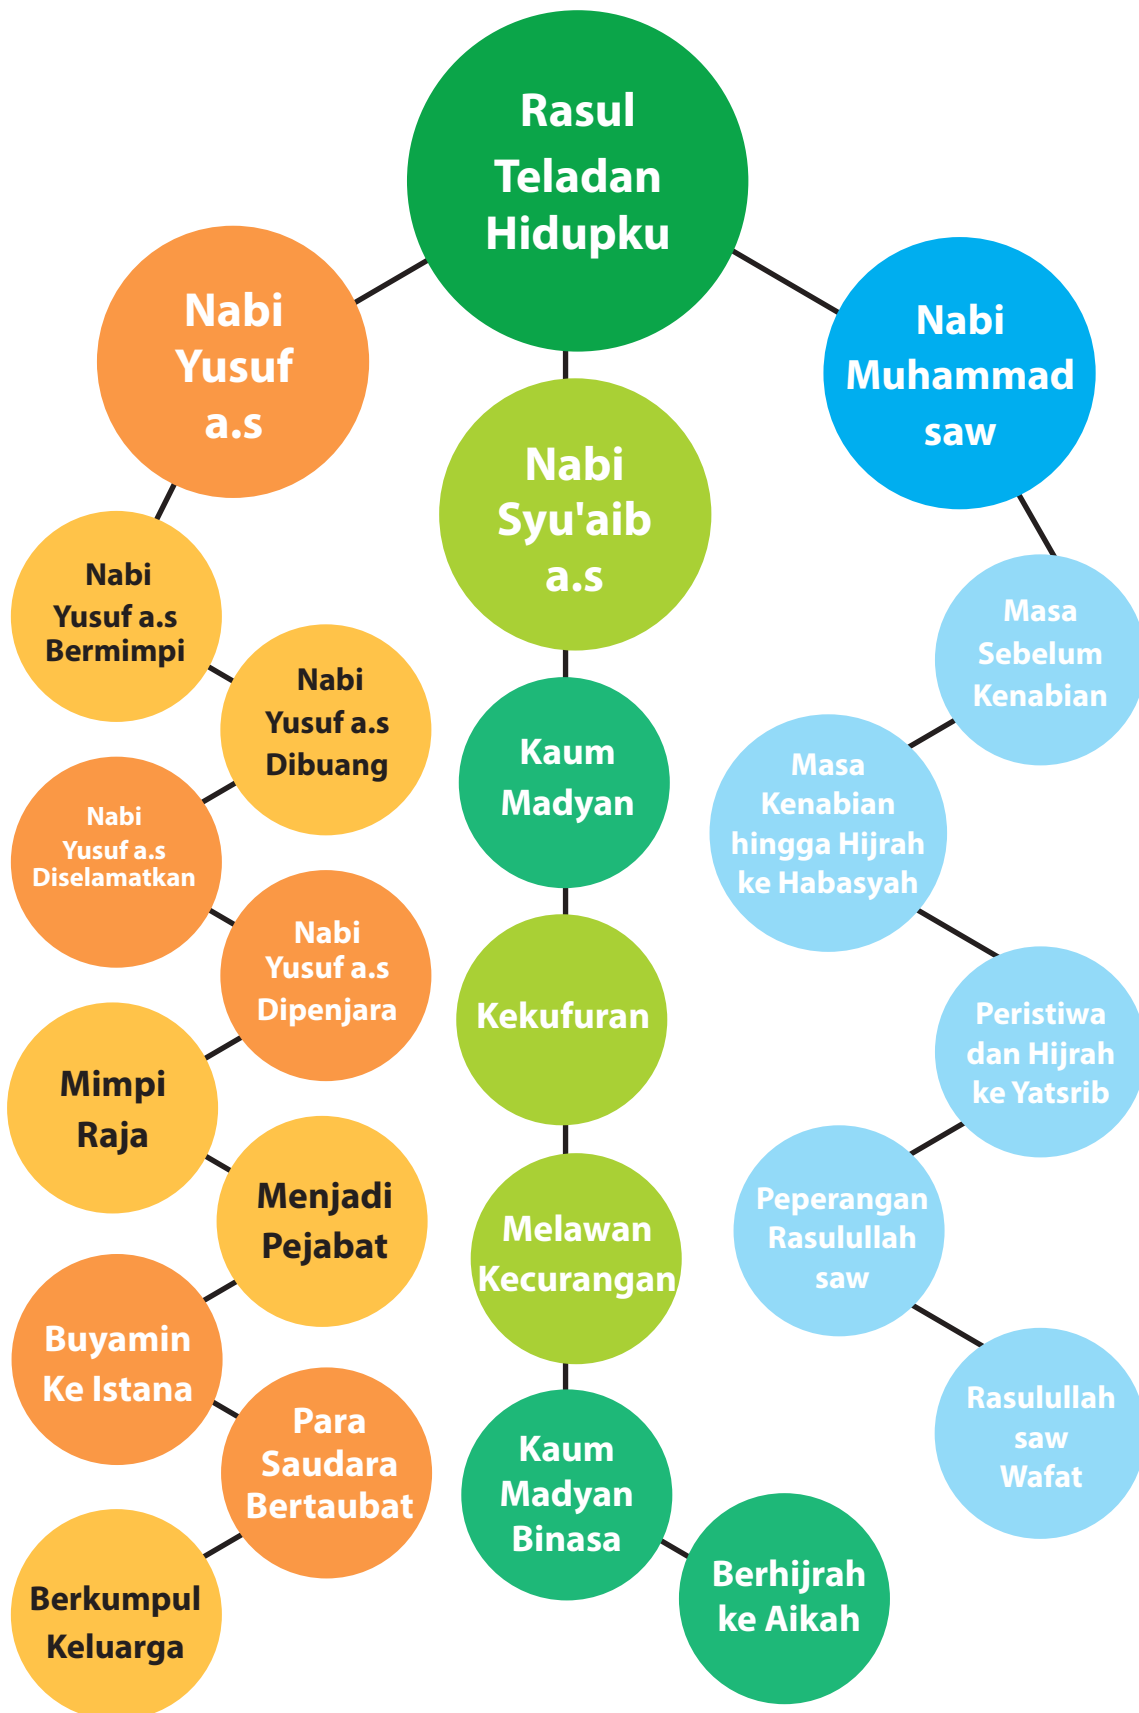 Rasul
Teladan
Hidupku
Nabi
Yusuf
a.s
Nabi
Yusuf a.s
Bermimpi
Nabi
Yusuf a.s
Dibuang
Nabi
Yusuf a.s
Diselamatkan
Nabi
Yusuf a.s
Dipenjara
Mimpi
Raja
Menjadi
Pejabat
Buyamin
Ke Istana
Para
Saudara
Bertaubat
Berkumpul
Keluarga
Nabi
Syu'aib
a.s
Kaum
Madyan
Kekufuran
Melawan
Kecurangan
Kaum
Madyan
Binasa
Berhijrah
ke Aikah
Nabi
Muhammad
saw
Masa
Sebelum
Kenabian
Masa
Kenabian
hingga Hijrah
ke Habasyah
Peristiwa
dan Hijrah
ke Yatsrib
Peperangan
Rasulullah
saw
Rasulullah
saw
Wafat